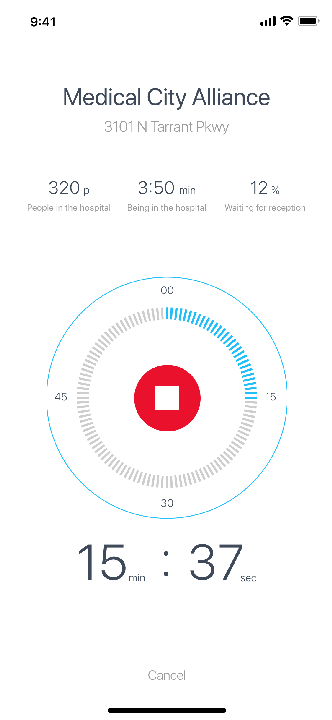 9:41
Medical City Alliance
3101 N Tarrant Pkwy
320 p 3:50 min 12 %
People in the hospital Being in the hospital Waiting for reception
00
45 15
30
15 min : 37 sec
Cancel